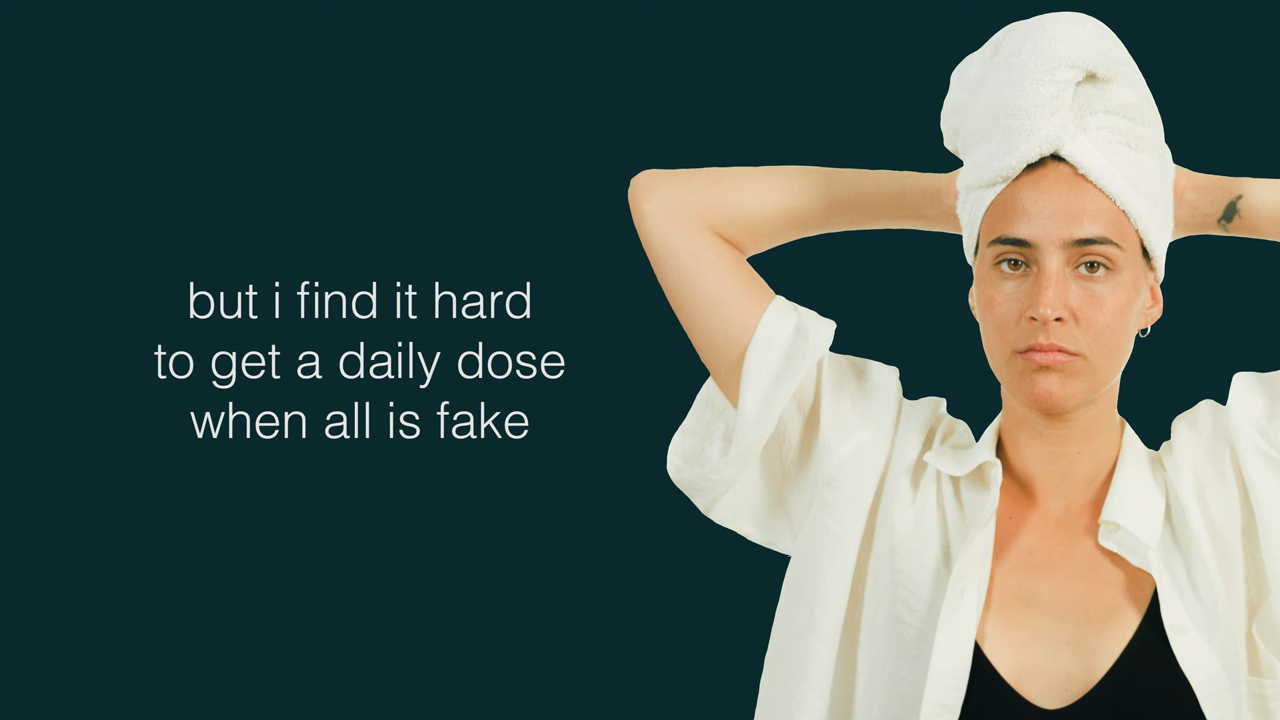 but i find it hard
to get a daily dose
when all is fake